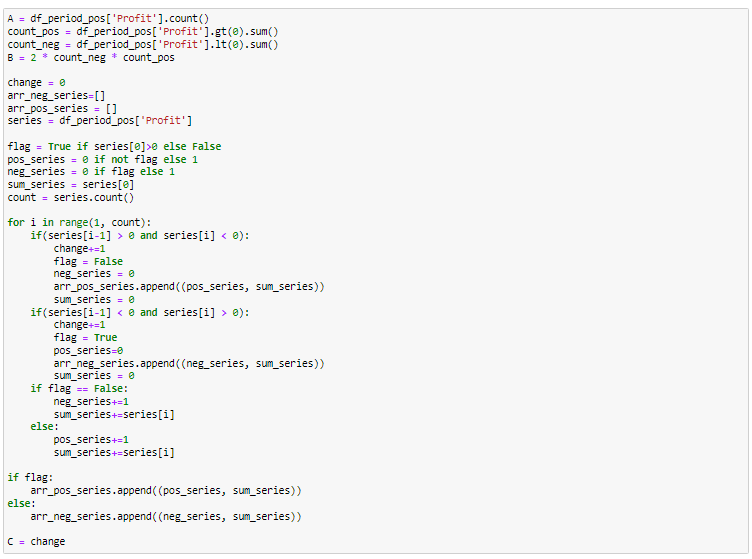 A = df_period_pos['Profit'].count()
count_pos = df_period_pos['Profit'].gt(0).sum()
count_neg = df_period_pos['Profit'].lt(0).sum()
B = 2 * count_neg * count_pos

change = 0
arr_neg_series=[]
arr_pos_series = []
series = df_period_pos['Profit']

flag = True if series[0]>0 else False
pos_series = 0 if not flag else 1
neg_series = 0 if flag else 1
sum_series = series[0]
count = series.count()

for i in range(1, count):
    if(series[i-1] > 0 and series[i] < 0):
        change+=1
        flag = False
        neg_series = 0
        arr_pos_series.append((pos_series, sum_series))
        sum_series = 0
    if(series[i-1] < 0 and series[i] > 0):
        change+=1
        flag = True
        pos_series=0
        arr_neg_series.append((neg_series, sum_series))
        sum_series = 0
    if flag == False:
        neg_series+=1
        sum_series+=series[i]
    else:
        pos_series+=1
        sum_series+=series[i]

if flag:
    arr_pos_series.append((pos_series, sum_series))
else:
    arr_neg_series.append((neg_series, sum_series))

C = change